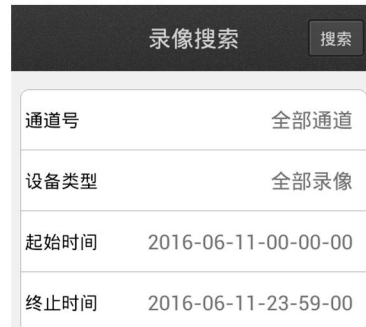 录像搜索 搜索
通道号 全部通道
设备类型 全部录像
起始时间 2016-06-11-00-00-00
终止时间 2016-06-11-23-59-00